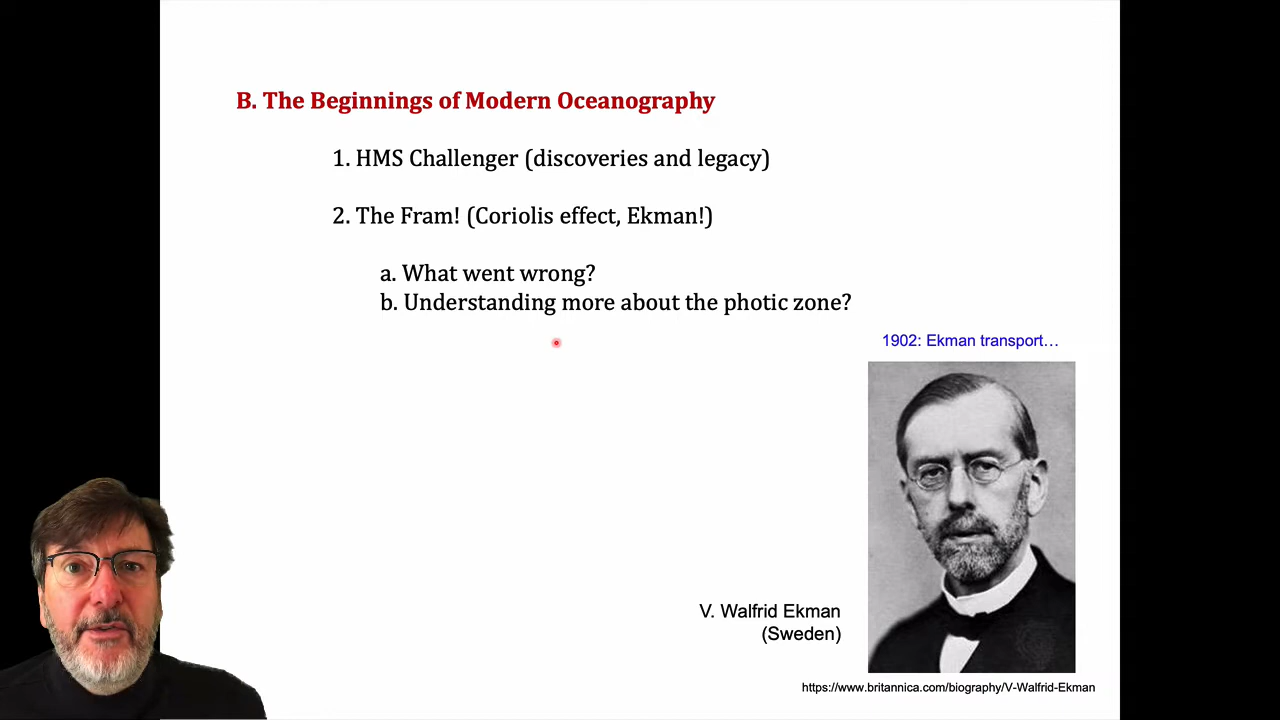 B. The Beginnings of Modern Oceanography
1. HMS Challenger (discoveries and legacy)
2. The Fram! (Coriolis effect, Ekman!)
a. What went wrong?
b. Understanding more about the photic zone?
1902: Ekman transport…
V. Walfrid Ekman
(Sweden)
https://www.britannica.com/biography/V-Walfrid-Ekman